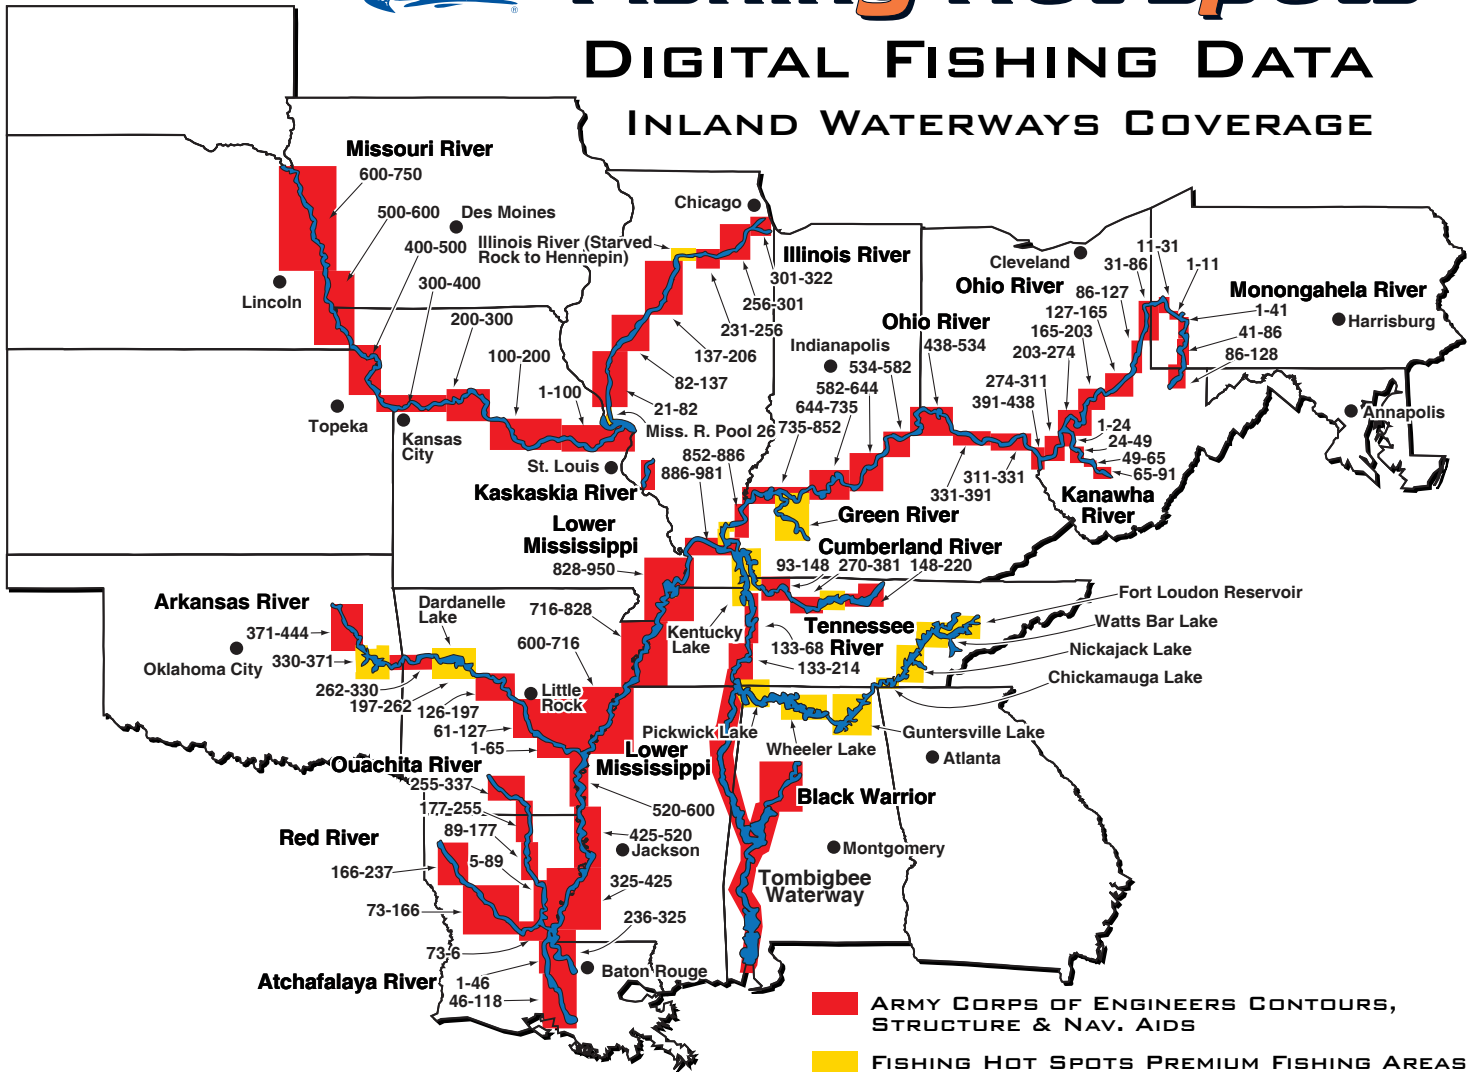 Fishing Hot Spots
®
DIGITAL FISHING DATA
INLAND WATERWAYS COVERAGE
Missouri River
600-750
500-600
Des Moines
400-500
300-400
Lincoln
200-300
100-200
1-100
Topeka
Kansas
City
St. Louis
Chicago
Illinois River (Starved
Rock to Hennepin)
Illinois River
301-322
256-301
231-256
137-206
82-137
21-82
Miss. R. Pool 26
Kaskaskia River
Indianapolis
Ohio River
438-534
534-582
582-644
644-735
735-852
852-886
886-981
Cleveland
Ohio River
11-31
31-86
1-11
86-127
127-165
165-203
203-274
274-311
391-438
311-331
331-391
Monongahela River
1-41
Harrisburg
41-86
86-128
Annapolis
1-24
24-49
49-65
65-91
Kanawha
River
Green River
Cumberland River
93-148
270-381
148-220
Lower
Mississippi
828-950
716-828
600-716
Kentucky
Lake
Tennessee
River
133-68
133-214
Fort Loudon Reservoir
Watts Bar Lake
Nickajack Lake
Chickamauga Lake
Guntersville Lake
Wheeler Lake
Pickwick Lake
Atlanta
Arkansas River
371-444
Oklahoma City
330-371
262-330
197-262
126-197
61-127
1-65
Dardanelle
Lake
Little
Rock
Lower
Mississippi
520-600
425-520
Jackson
325-425
236-325
Ouachita River
255-337
177-255
89-177
5-89
Red River
166-237
73-166
73-6
Atchafalaya River
1-46
46-118
Baton Rouge
Black Warrior
Montgomery
Tombigbee
Waterway
ARMY CORPS OF ENGINEERS CONTOURS,
STRUCTURE & NAV. AIDS
FISHING HOT SPOTS PREMIUM FISHING AREAS